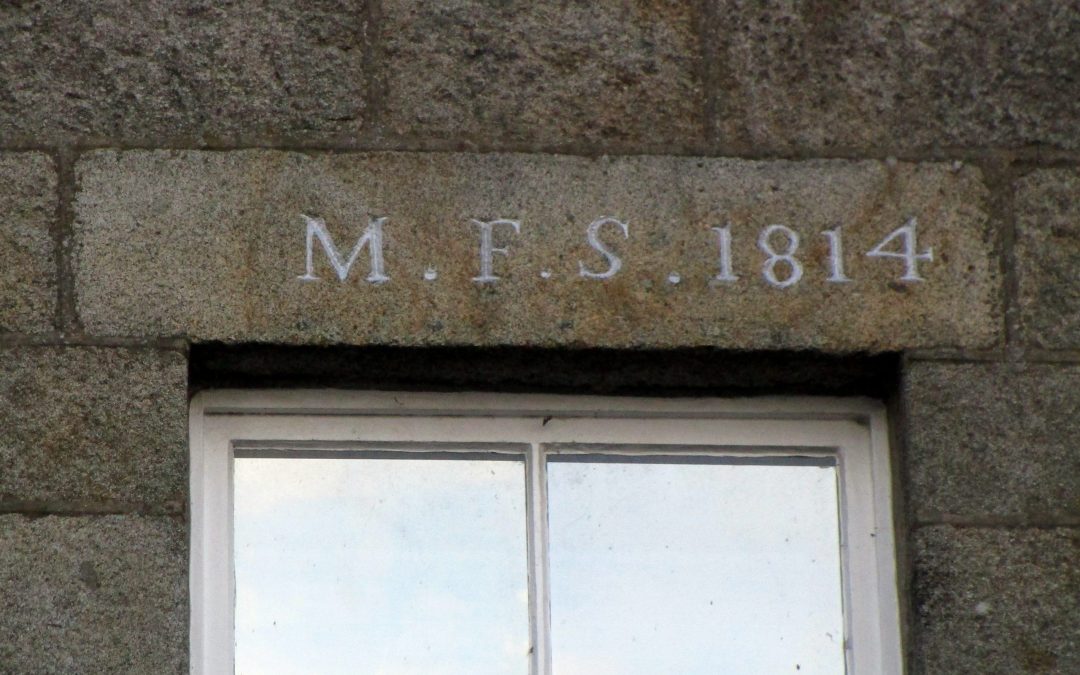 M . F . S . 1814